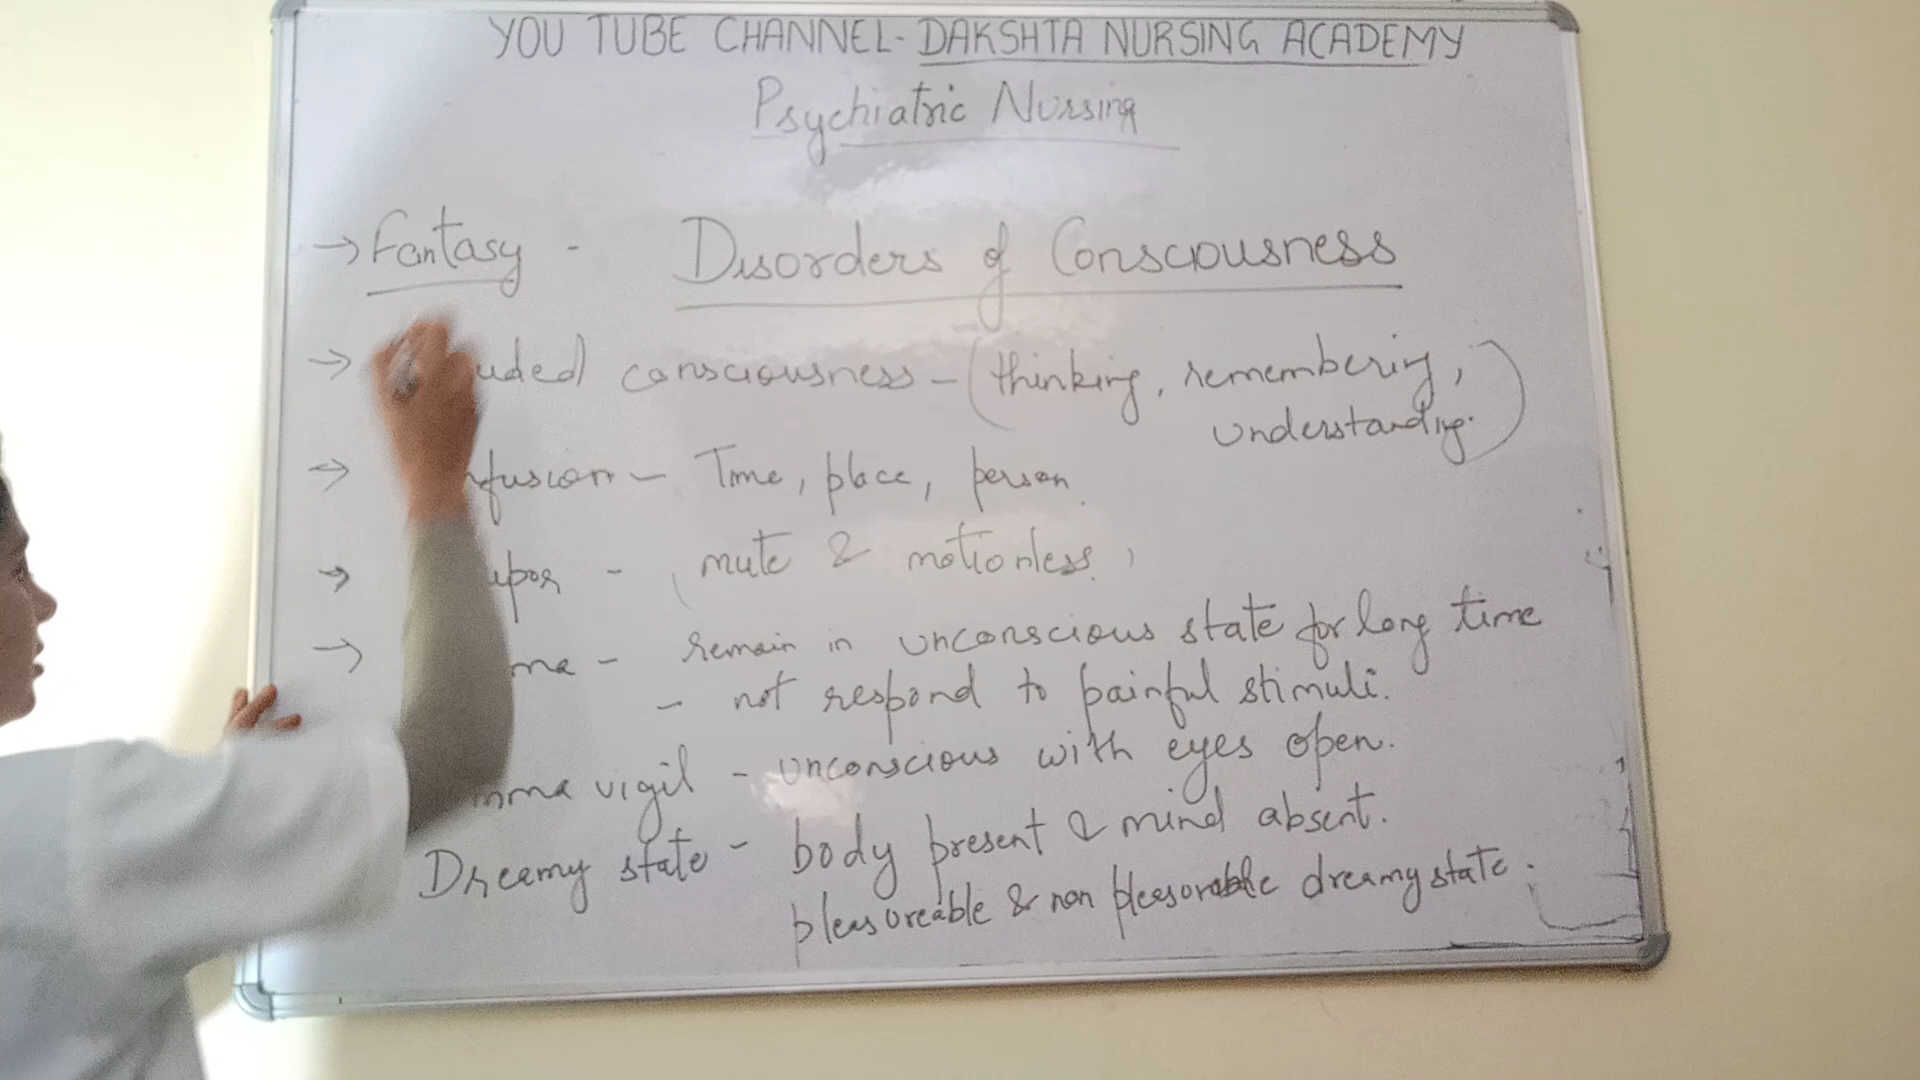 YOU TUBE CHANNEL- DAKSHTA NURSING ACADEMY
Psychiatric Nursing
→ Fantasy - Disorders of Consciousness
→ uded consciousness - (thinking, remembering,
understanding.)
→ nfusion - Time, place, person.
→ upor - mute & motionless.
→ ma - remain in unconscious state for long time
- not respond to painful stimuli.
mma vigil - unconscious with eyes open.
Dreamy state - body present & mind absent.
pleasureable & non pleasorable dreamy state.